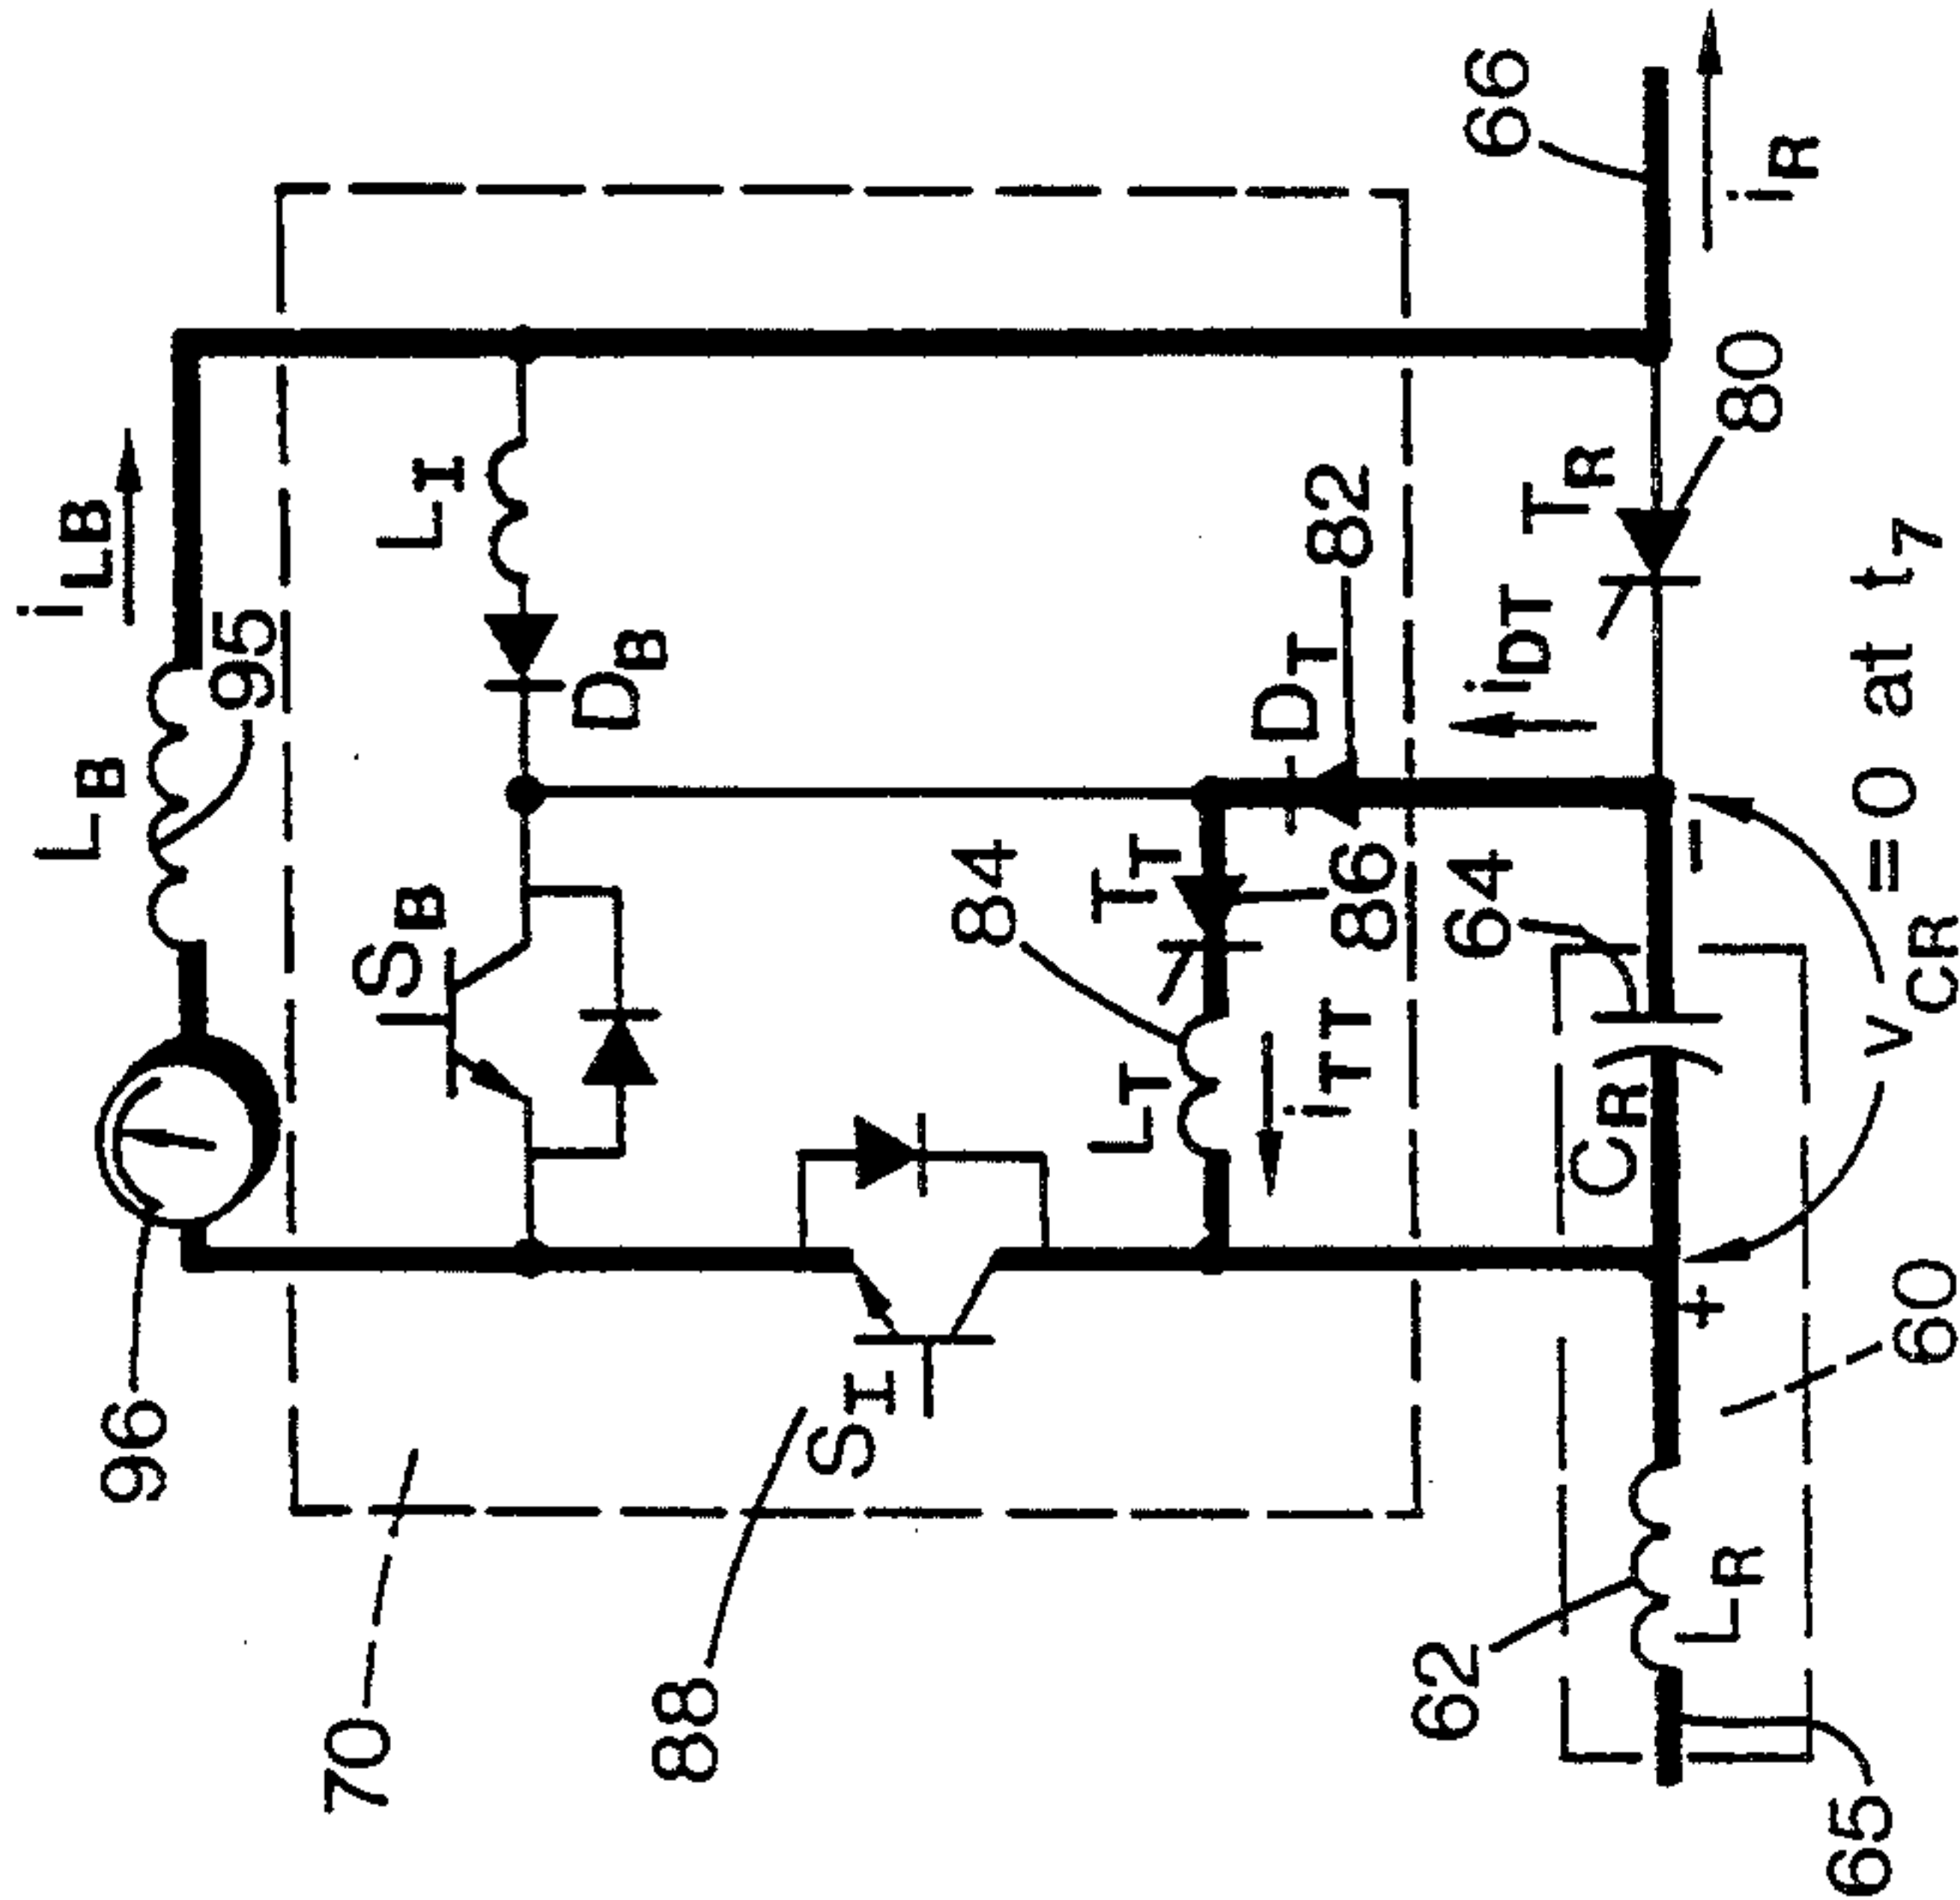 iLB
LB
95
96
66
iR
LI
DB
SB
70
88
SI
84
TT
86
DT
82
iDT
TR
80
LT
iTT
64
CR
62
LR
60
65
+
-
vCR =0 at t7